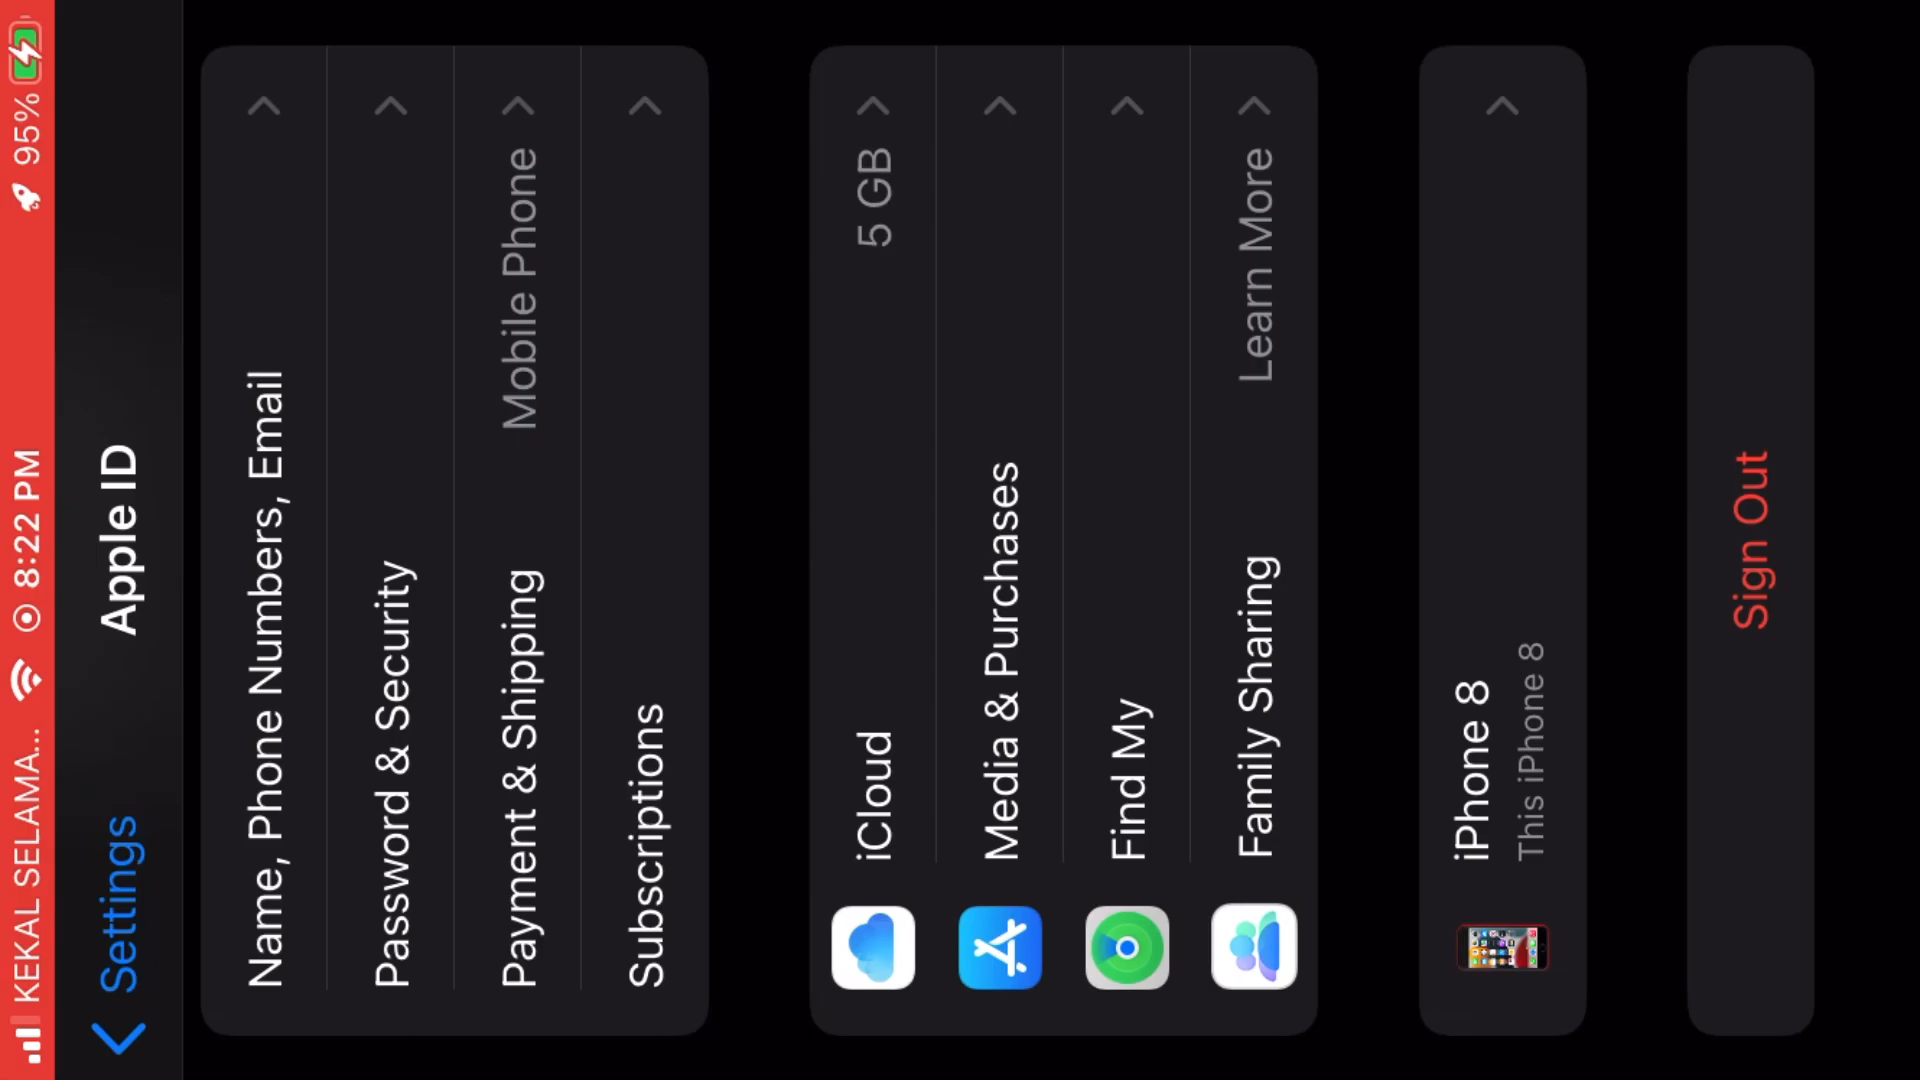 KEKAL SELAMA... 8:22 PM 95%
Settings Apple ID
Name, Phone Numbers, Email
Password & Security
Payment & Shipping Mobile Phone
Subscriptions
iCloud 5 GB
Media & Purchases
Find My
Family Sharing Learn More
iPhone 8
This iPhone 8
Sign Out